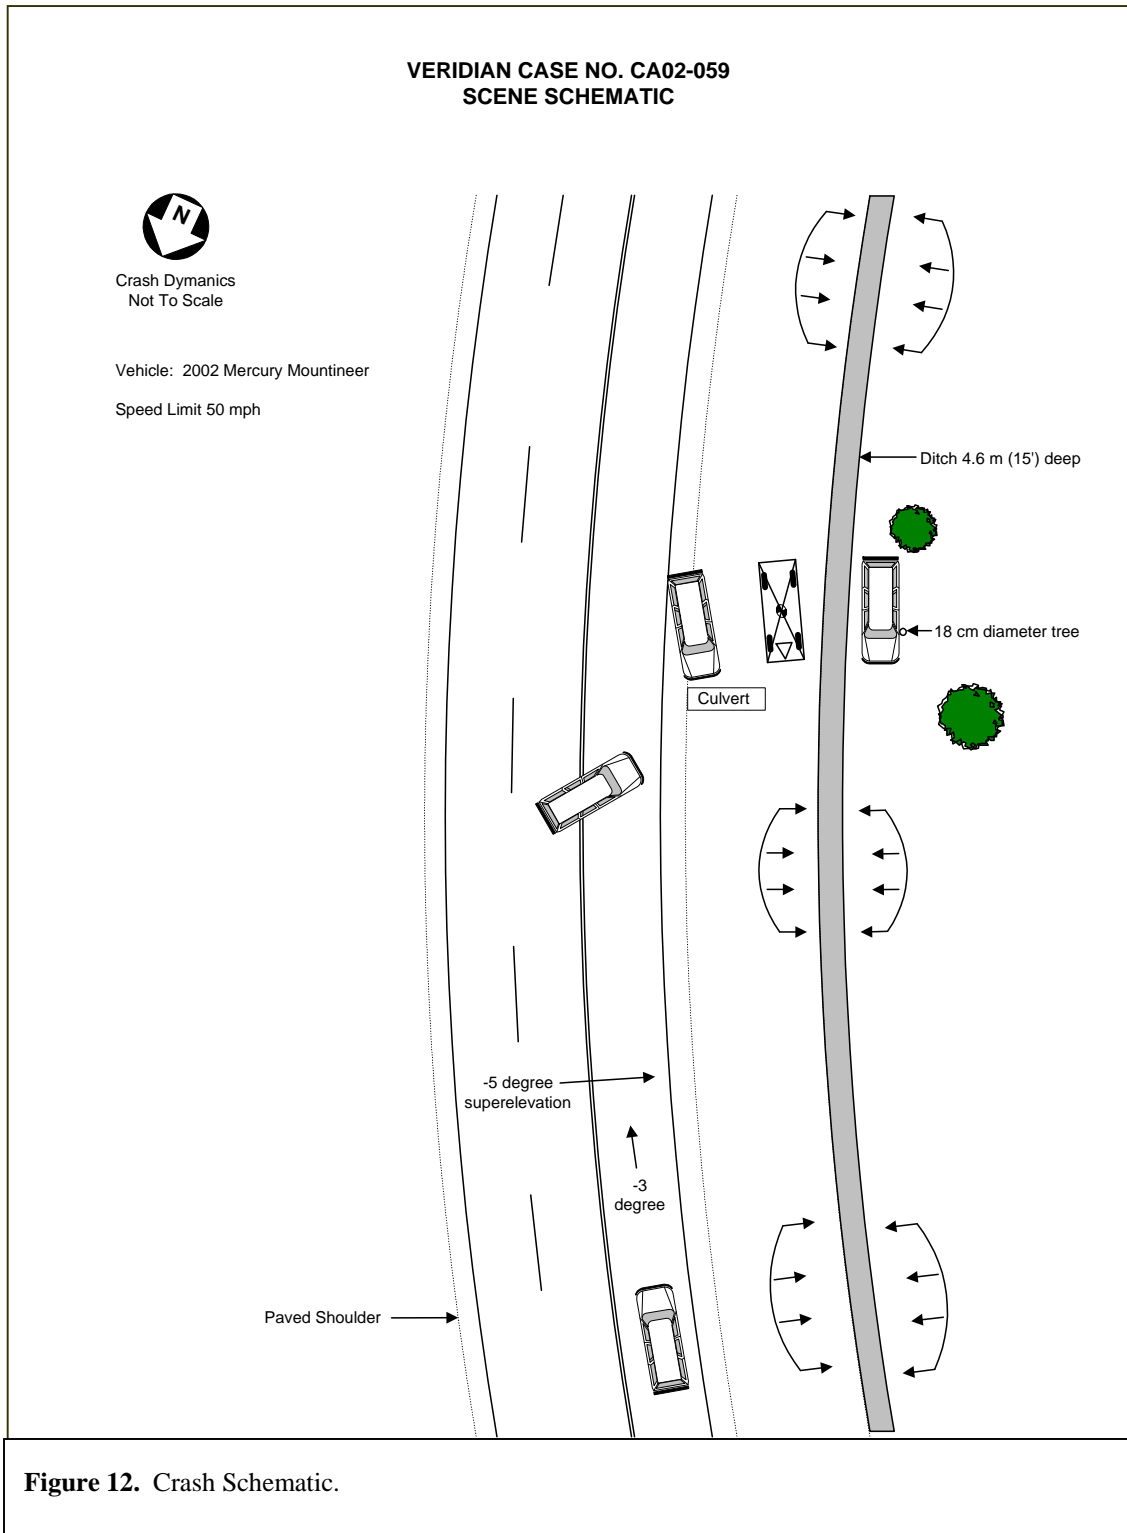 VERIDIAN CASE NO. CA02-059
SCENE SCHEMATIC
N
Crash Dymanics
Not To Scale
Vehicle: 2002 Mercury Mountineer
Speed Limit 50 mph
Ditch 4.6 m (15') deep
18 cm diameter tree
Culvert
-5 degree
superelevation
-3
degree
Paved Shoulder
Figure 12. Crash Schematic.